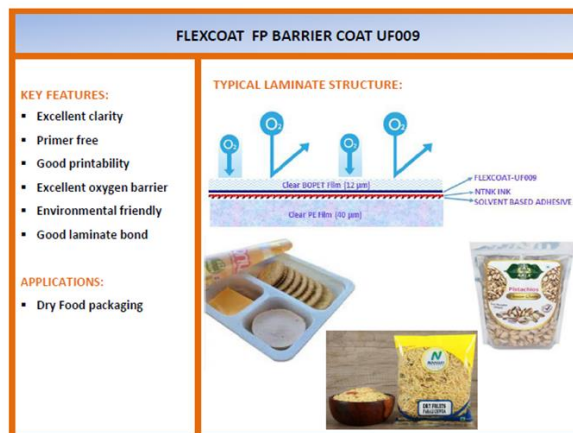 FLEXCOAT FP BARRIER COAT UF009
KEY FEATURES:
▪ Excellent clarity
▪ Primer free
▪ Good printability
▪ Excellent oxygen barrier
▪ Environmental friendly
▪ Good laminate bond
APPLICATIONS:
▪ Dry Food packaging
TYPICAL LAMINATE STRUCTURE:
O₂ O₂ O₂ O₂
Clear BOPET Film (12 µm)
Clear PE Film (40 µm)
FLEXCOAT-UF009
NTNK INK
SOLVENT BASED ADHESIVE
Pistachios
N
DRY FRUITS